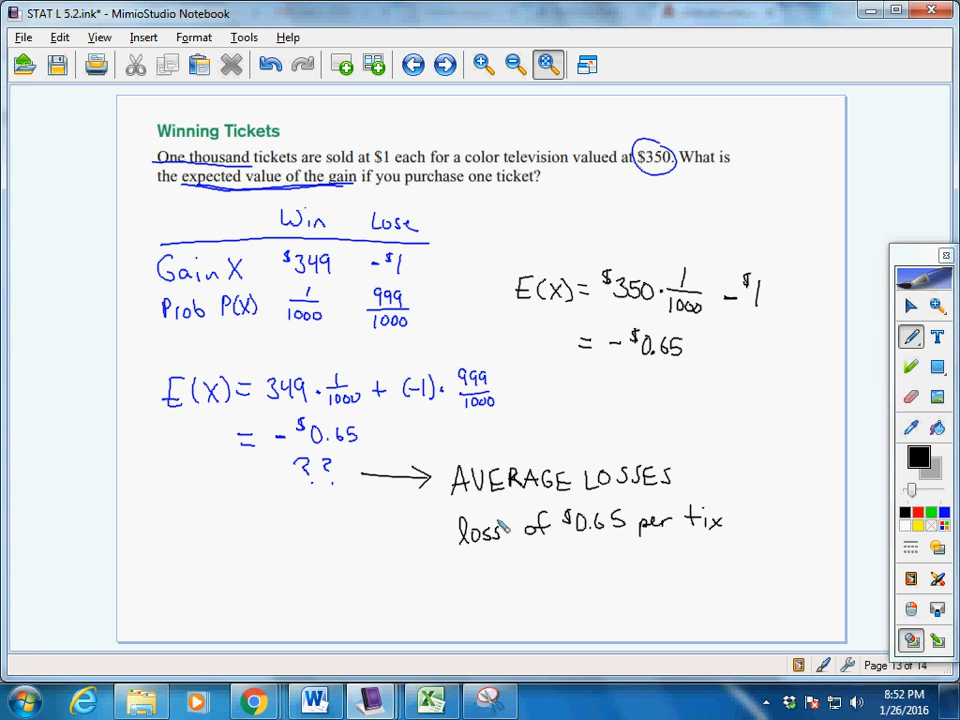 STAT L 5.2.ink* - MimioStudio Notebook
File Edit View Insert Format Tools Help
Winning Tickets
One thousand tickets are sold at $1 each for a color television valued at $350. What is
the expected value of the gain if you purchase one ticket?
Win Lose
Gain X $349 -$1
Prob P(X) 1/1000 999/1000
E(X) = $350 · 1/1000 - $1
= -$0.65
E(X) = 349 · 1/1000 + (-1) · 999/1000
= -$0.65
??
AVERAGE LOSSES
loss of $0.65 per tix
T
Page 13 of 14
W
8:52 PM
1/26/2016